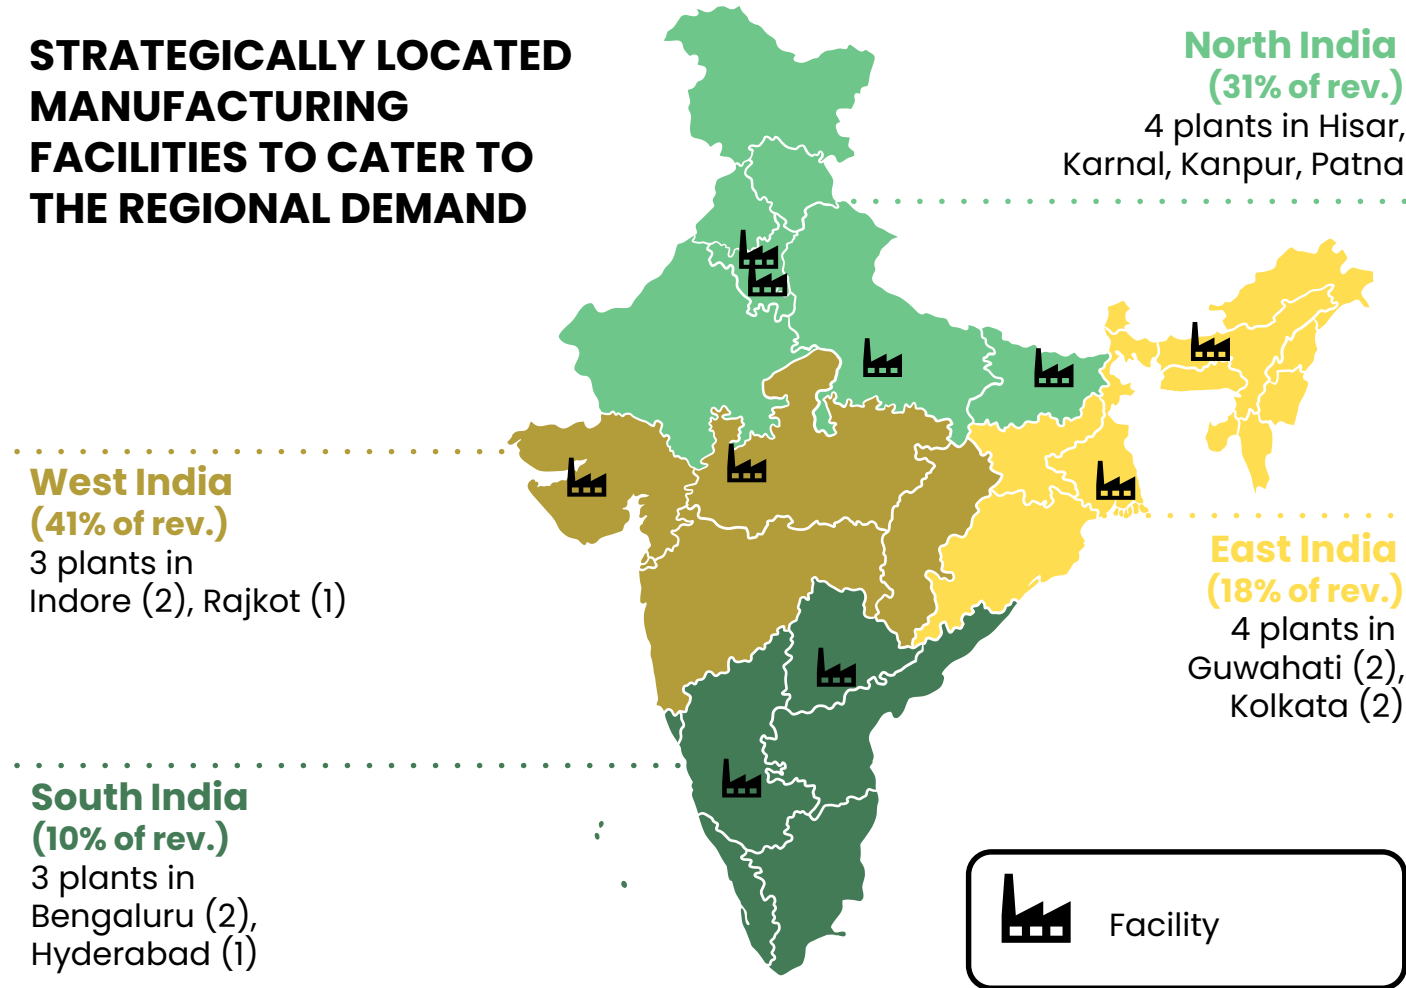 STRATEGICALLY LOCATED
MANUFACTURING
FACILITIES TO CATER TO
THE REGIONAL DEMAND
North India
(31% of rev.)
4 plants in Hisar,
Karnal, Kanpur, Patna
West India
(41% of rev.)
3 plants in
Indore (2), Rajkot (1)
East India
(18% of rev.)
4 plants in
Guwahati (2),
Kolkata (2)
South India
(10% of rev.)
3 plants in
Bengaluru (2),
Hyderabad (1)
Facility